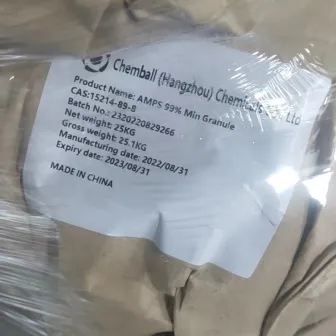 Chemball (Hangzhou) Chemicals Co., Ltd
Product Name: AMPS 99% Min Granule
CAS:15214-89-8
Batch No.: 2320220829266
Net weight: 25KG
Gross weight: 25.1KG
Manufacturing date: 2022/08/31
Expiry date: 2023/08/31
MADE IN CHINA